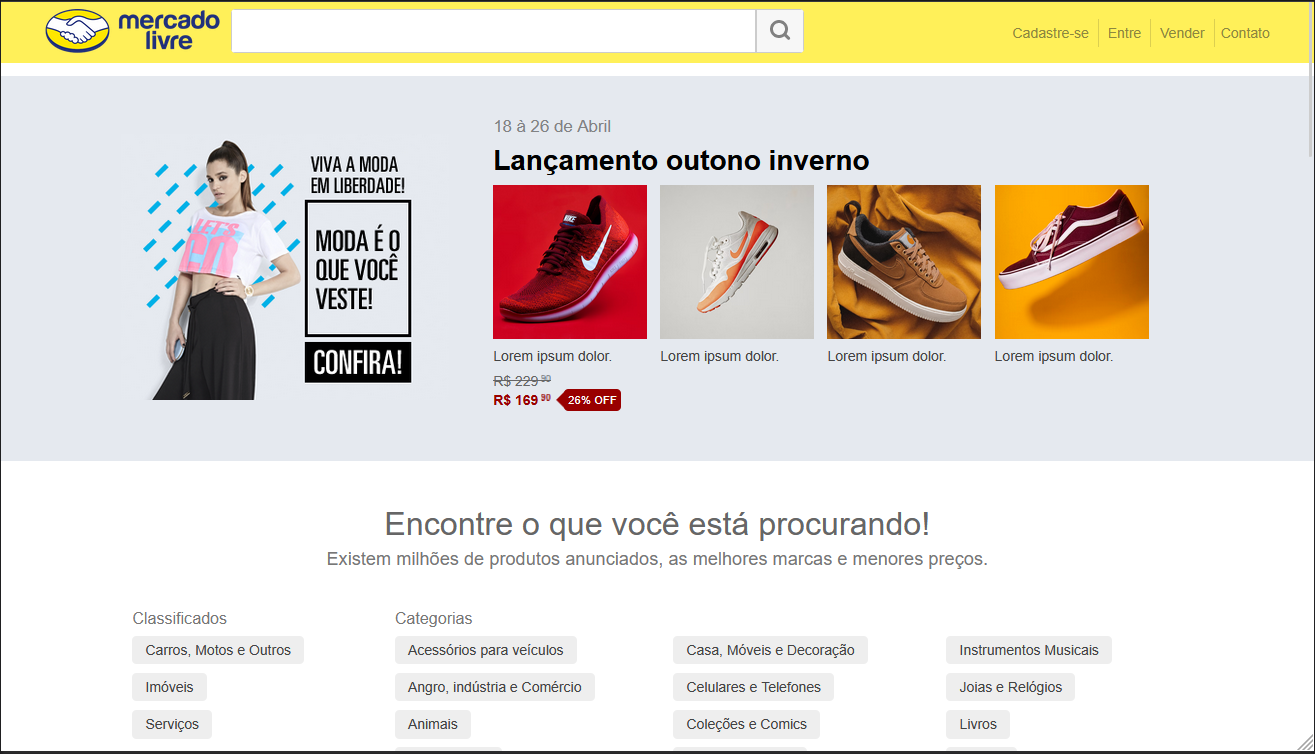 mercado
livre
Cadastre-se
Entre
Vender
Contato
18 à 26 de Abril
Lançamento outono inverno
VIVA A MODA
EM LIBERDADE!
MODA É O
QUE VOCÊ
VESTE!
CONFIRA!
LET'S
NIKE
Lorem ipsum dolor.
Lorem ipsum dolor.
Lorem ipsum dolor.
Lorem ipsum dolor.
R$ 229 90
R$ 169 90
26% OFF
Encontre o que você está procurando!
Existem milhões de produtos anunciados, as melhores marcas e menores preços.
Classificados
Categorias
Carros, Motos e Outros
Acessórios para veículos
Casa, Móveis e Decoração
Instrumentos Musicais
Imóveis
Angro, indústria e Comércio
Celulares e Telefones
Joias e Relógios
Serviços
Animais
Coleções e Comics
Livros